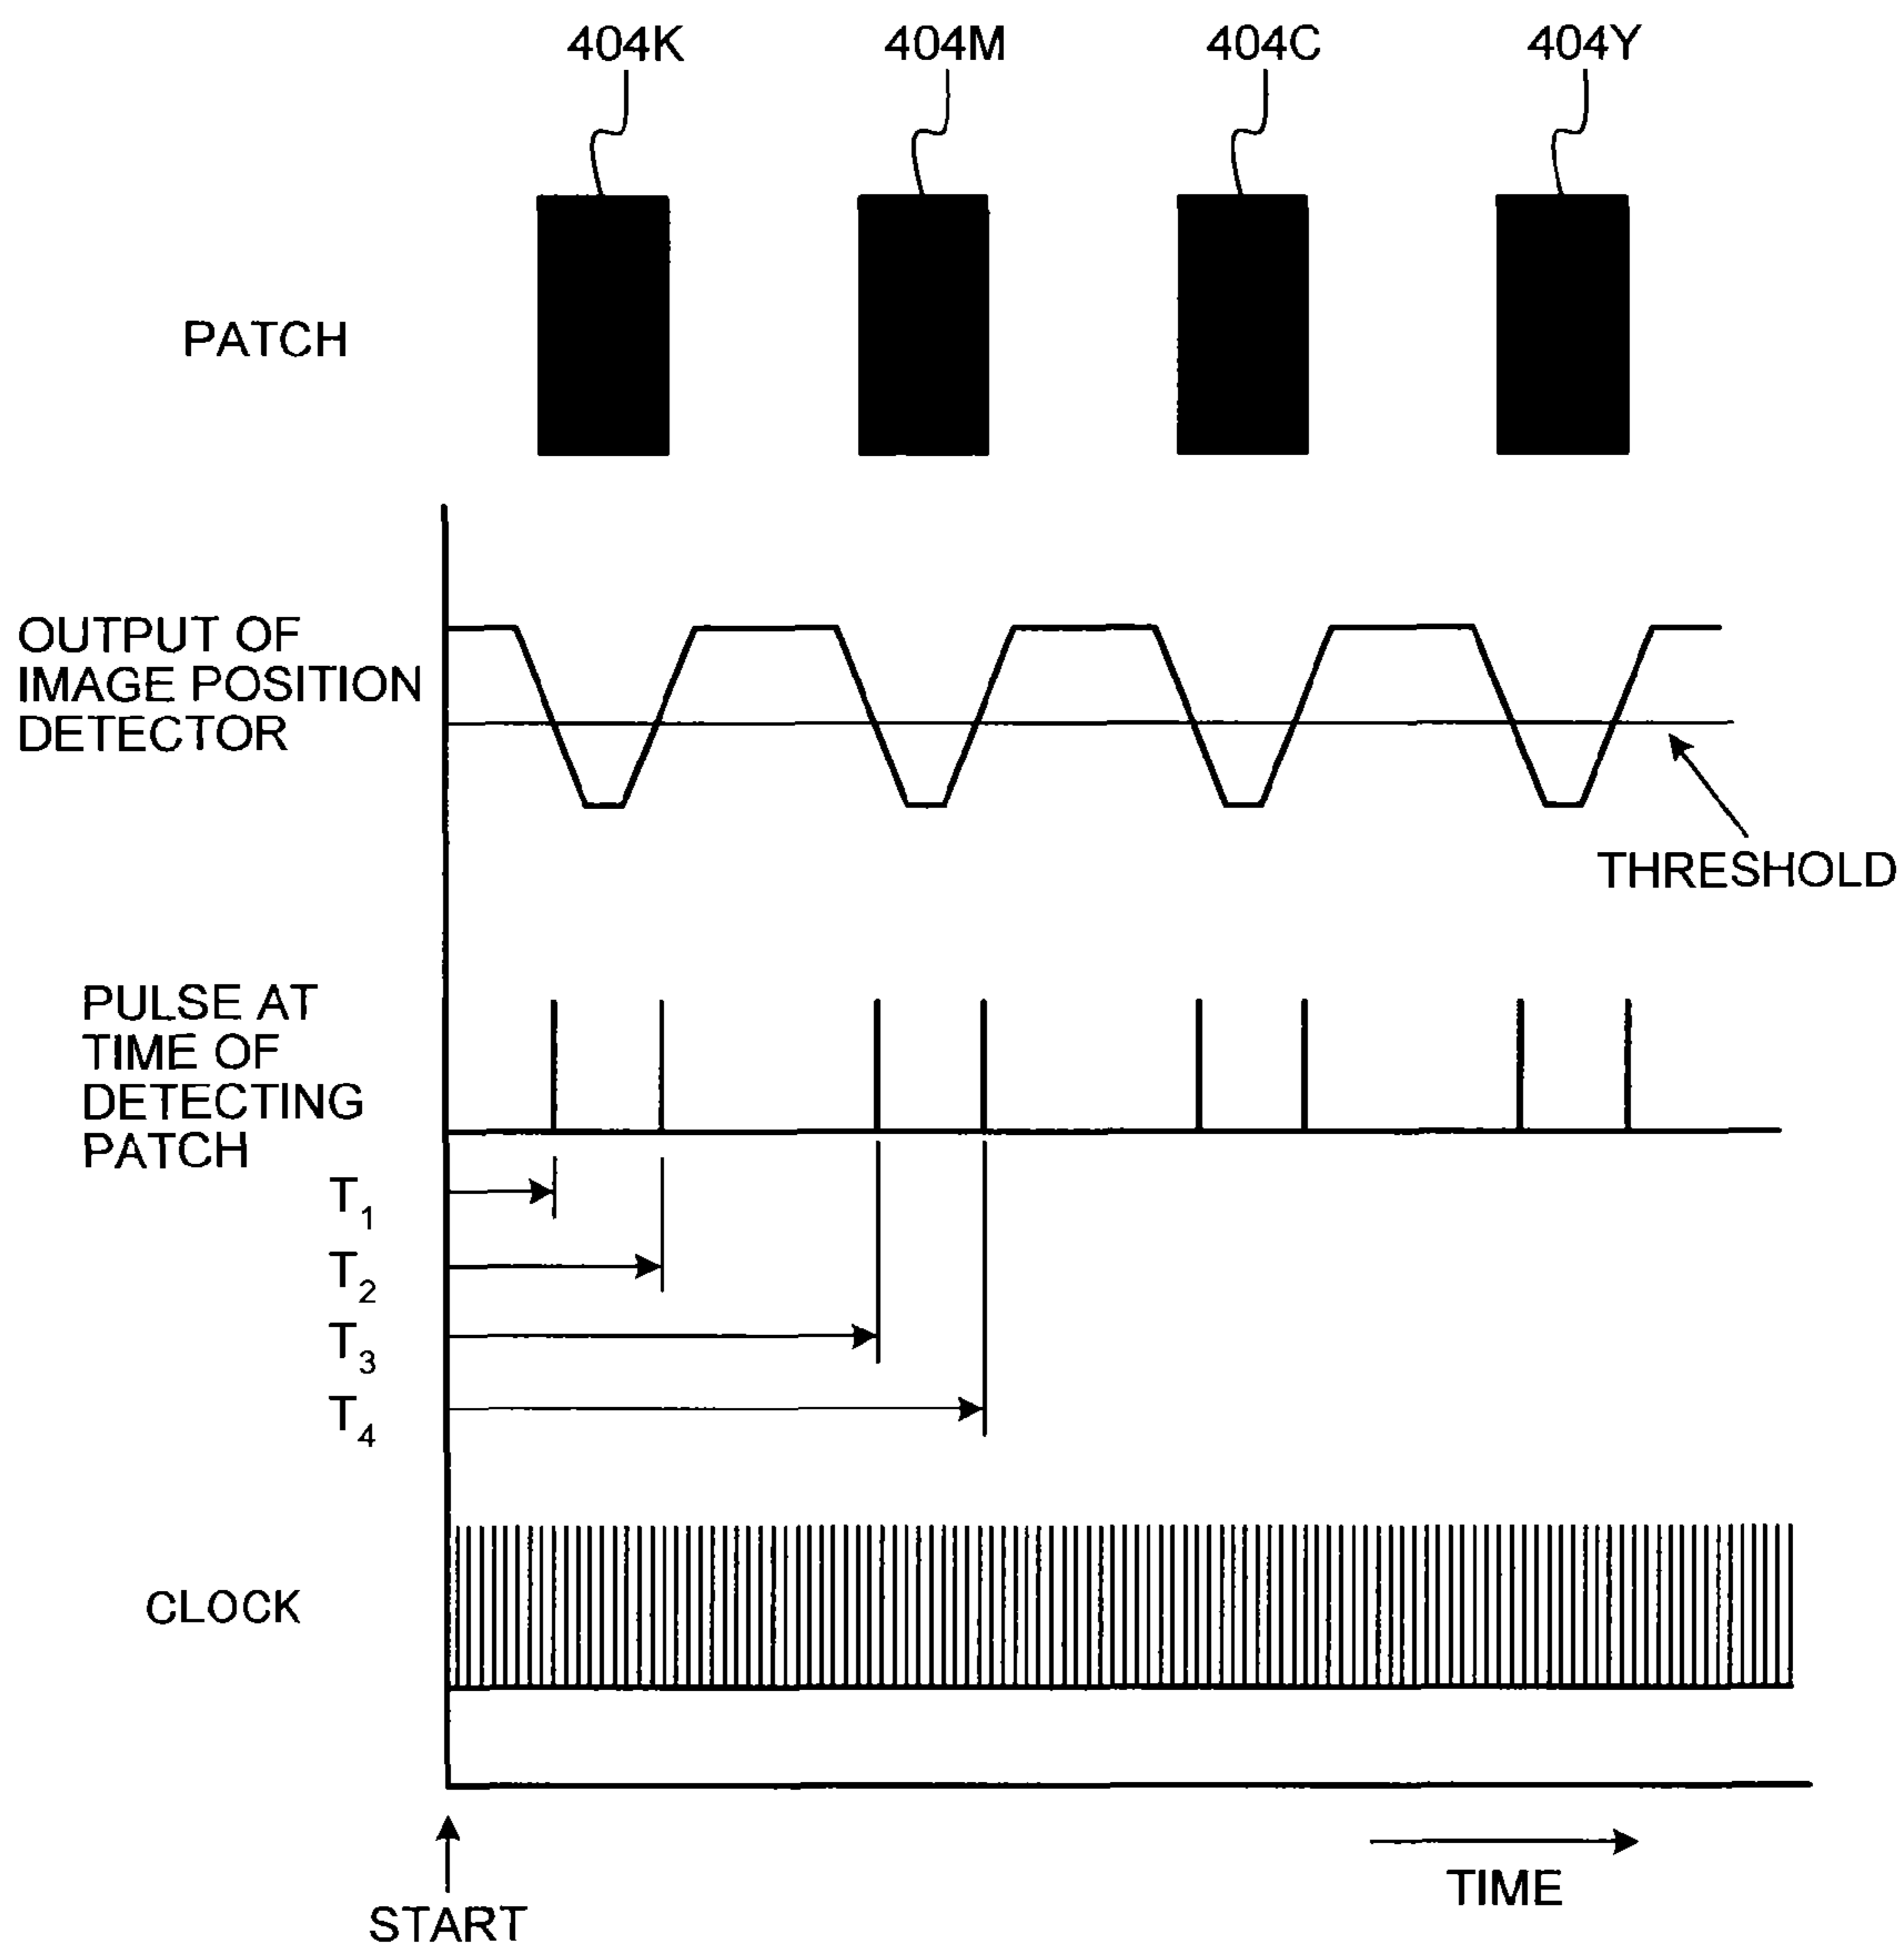 404K 404M 404C 404Y
PATCH
OUTPUT OF
IMAGE POSITION
DETECTOR
THRESHOLD
PULSE AT
TIME OF
DETECTING
PATCH
T1
T2
T3
T4
CLOCK
TIME
START